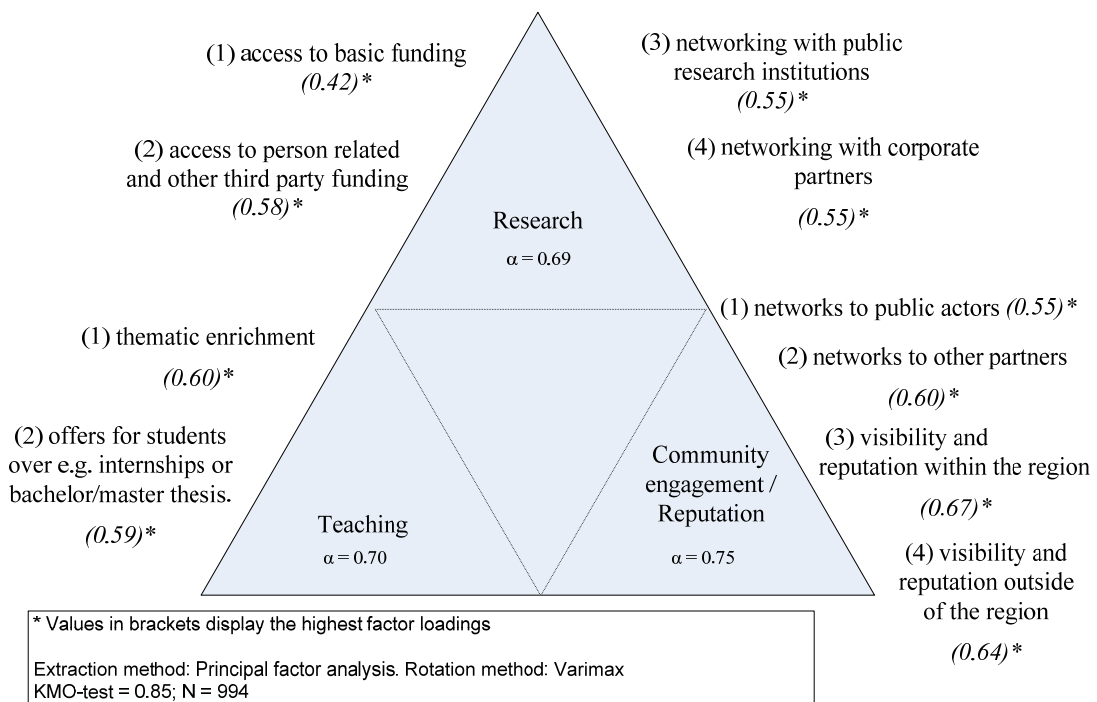 (1) access to basic funding
(0.42)*
(2) access to person related
and other third party funding
(0.58)*
(3) networking with public
research institutions
(0.55)*
(4) networking with corporate
partners
(0.55)*
Research
α = 0.69
(1) thematic enrichment
(0.60)*
(2) offers for students
over e.g. internships or
bachelor/master thesis.
(0.59)*
Teaching
α = 0.70
(1) networks to public actors (0.55)*
(2) networks to other partners
(0.60)*
(3) visibility and
reputation within the region
(0.67)*
(4) visibility and
reputation outside
of the region
(0.64)*
Community
engagement /
Reputation
α = 0.75
* Values in brackets display the highest factor loadings
Extraction method: Principal factor analysis. Rotation method: Varimax
KMO-test = 0.85; N = 994